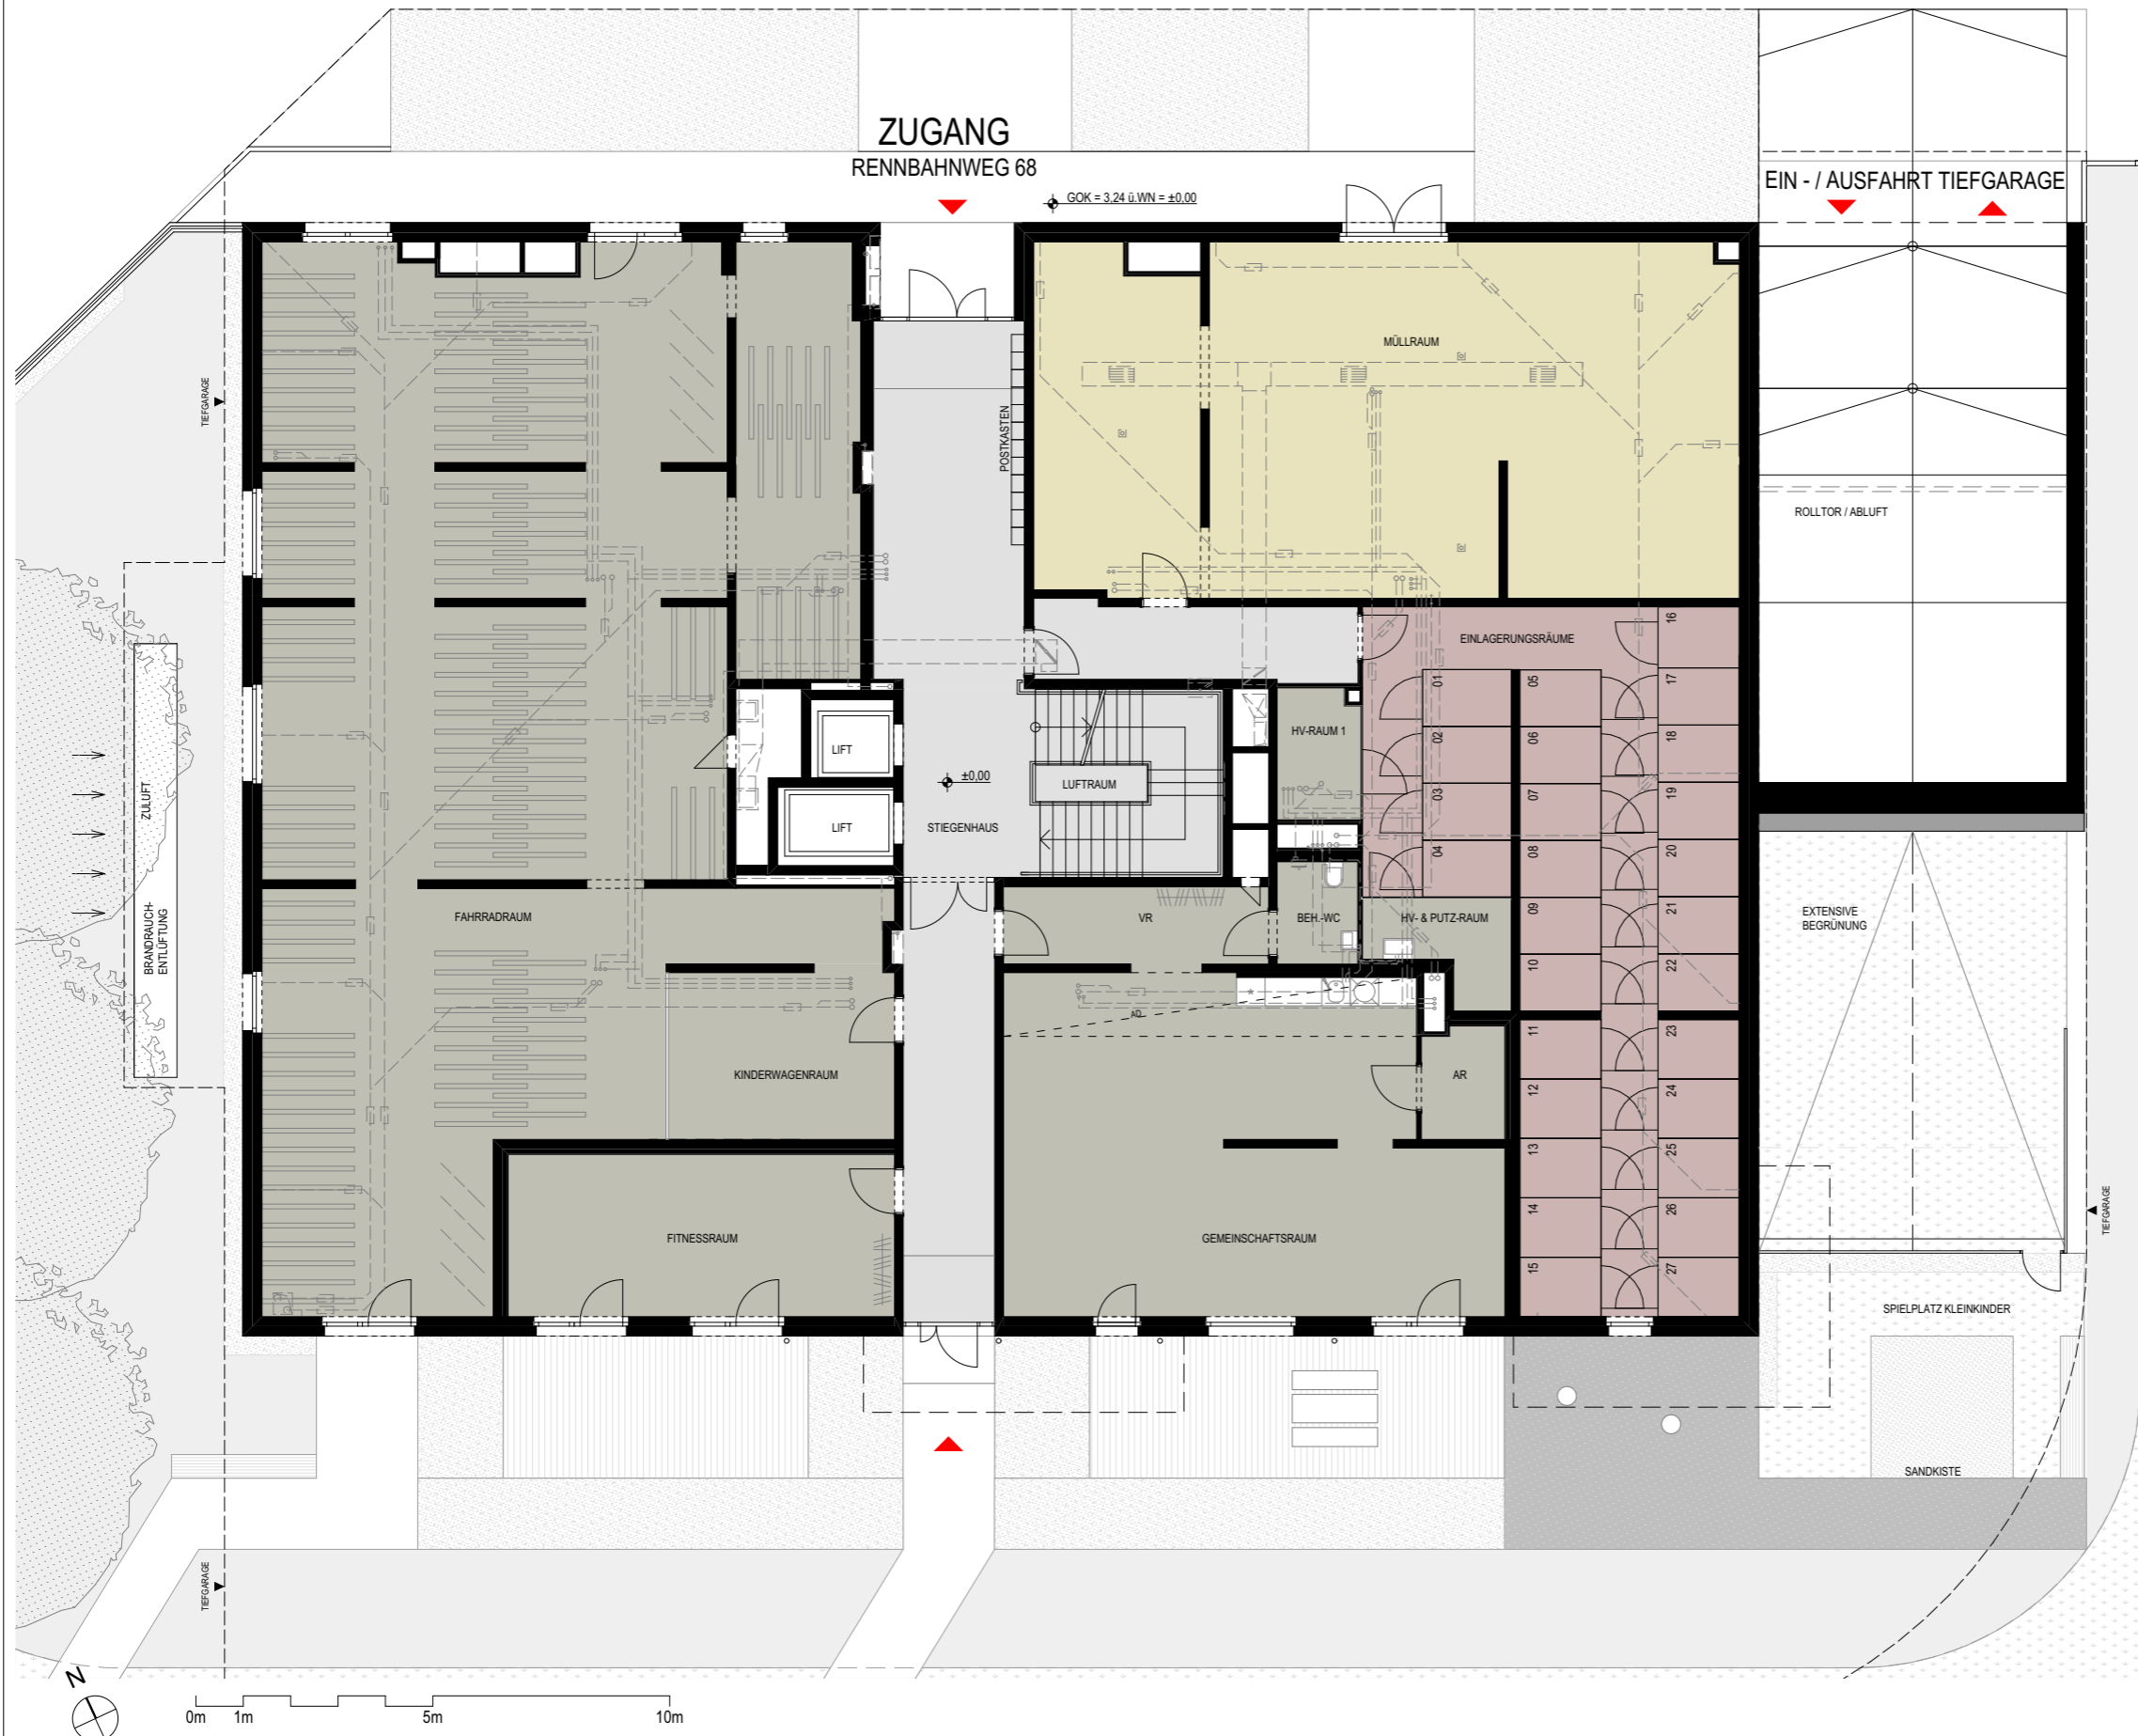 ZUGANG
RENNBAHNWEG 68
GOK = 3,24 ü.WN = ±0,00
EIN - / AUSFAHRT TIEFGARAGE
TIEFGARAGE
POSTKASTEN
MÜLLRAUM
ROLLTOR / ABLUFT
EINLAGERUNGSRÄUME
16
01
05
17
HV-RAUM 1
02
06
18
LIFT
±0,00
LUFTRAUM
03
07
19
LIFT
STIEGENHAUS
04
08
20
ZULUFT
BRANDRAUCH-
ENTLÜFTUNG
FAHRRADRAUM
VR
BEH.-WC
HV- & PUTZ-RAUM
09
21
EXTENSIVE
BEGRÜNUNG
10
22
AD
KINDERWAGENRAUM
AR
11
23
12
24
13
25
TIEFGARAGE
FITNESSRAUM
GEMEINSCHAFTSRAUM
14
26
15
27
SPIELPLATZ KLEINKINDER
SANDKISTE
TIEFGARAGE
N
0m 1m 5m 10m